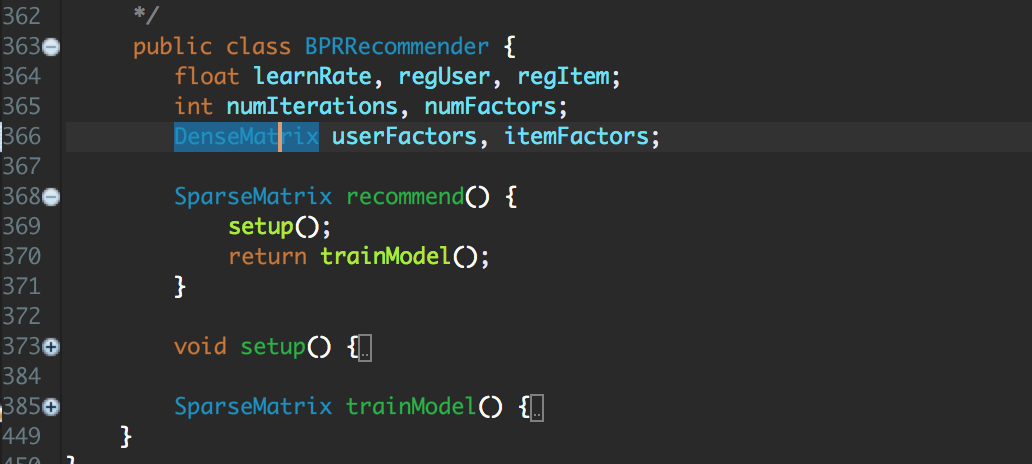 362 */
363 public class BPRRecommender {
364 float learnRate, regUser, regItem;
365 int numIterations, numFactors;
366 DenseMatrix userFactors, itemFactors;
367
368 SparseMatrix recommend() {
369 setup();
370 return trainModel();
371 }
372
373 void setup() {..
384
385 SparseMatrix trainModel() {..
449 }
450 }